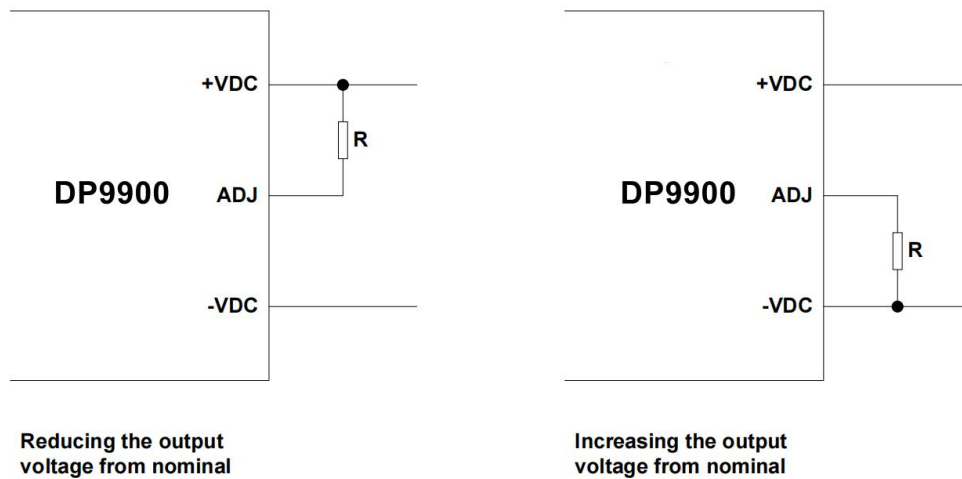 +VDC
R
DP9900
ADJ
-VDC
Reducing the output
voltage from nominal
+VDC
DP9900
ADJ
R
-VDC
Increasing the output
voltage from nominal